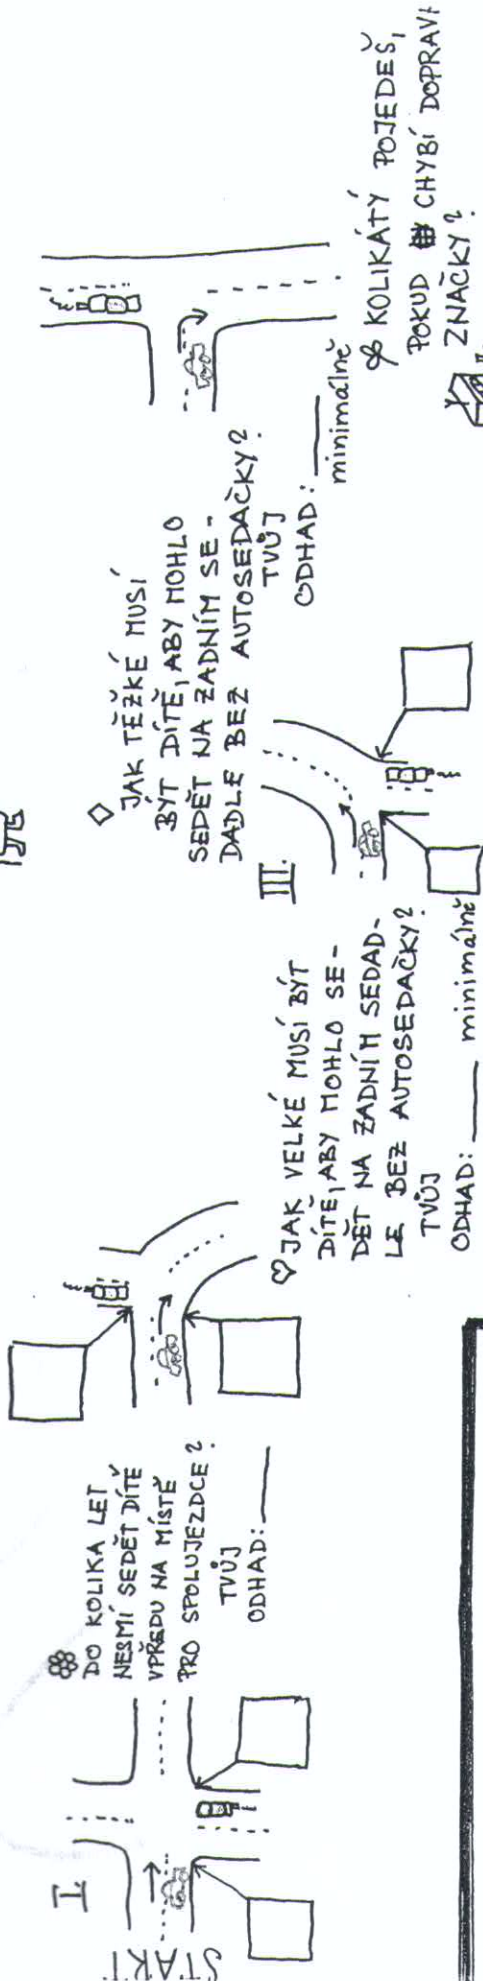 START
I.
DO KOLIKA LET
NESMÍ SEDĚT DÍTĚ
VPŘEDU NA MÍSTĚ
PRO SPOLUJEZDCE?
TVŮJ
ODHAD:
JAK VELKÉ MUSÍ BÝT
DÍTĚ, ABY MOHLO SE-
DĚT NA ZADNÍM SEDAD-
LE BEZ AUTOSEDAČKY?
TVŮJ
ODHAD: minimálně
III.
JAK TĚŽKÉ MUSÍ
BÝT DÍTĚ, ABY MOHLO
SEDĚT NA ZADNÍM SE-
DADLE BEZ AUTOSEDAČKY?
TVŮJ
ODHAD:
minimálně
KOLIKÁTÝ POJEDEŠ,
POKUD CHYBÍ
ZNAČKY?